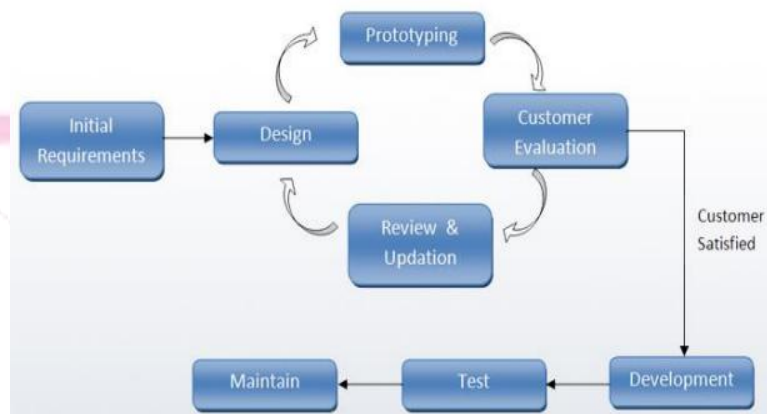 Prototyping
Initial
Requirements
Design
Customer
Evaluation
Review &
Updation
Customer
Satisfied
Maintain
Test
Development